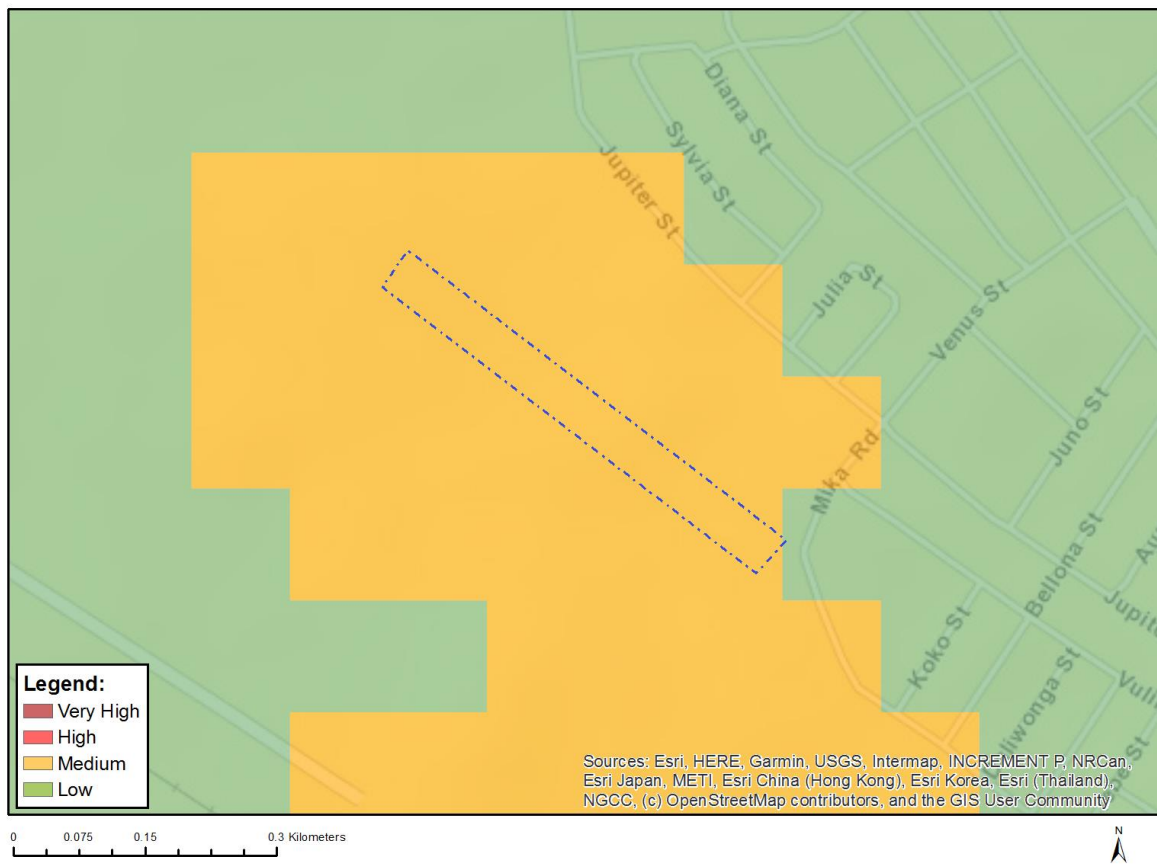 Diana St
Sylvia St
Jupiter St
Julia St
Venus St
Juno St
Mika Rd
Bellona St
Koko St
Legend:
Very High
High
Medium
Low
Sources: Esri, HERE, Garmin, USGS, Intermap, INCREMENT P, NRCan,
Esri Japan, METI, Esri China (Hong Kong), Esri Korea, Esri (Thailand),
NGCC, (c) OpenStreetMap contributors, and the GIS User Community
0 0.075 0.15 0.3 Kilometers
N